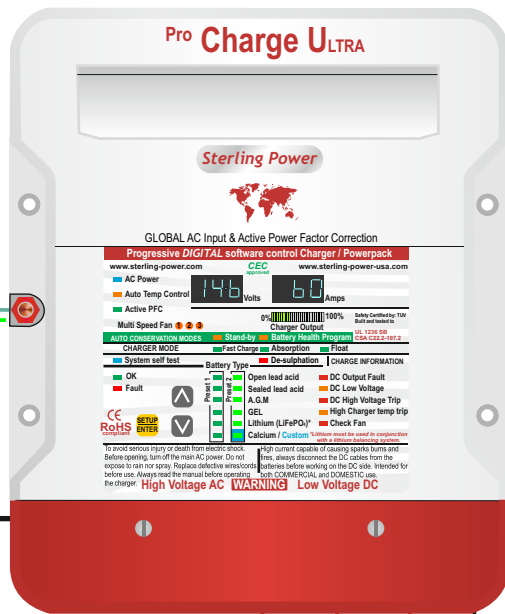 Pro Charge ULTRA
Sterling Power
GLOBAL AC Input & Active Power Factor Correction
Progressive DIGITAL software control Charger / Powerpack
www.sterling-power.com CEC approved www.sterling-power-usa.com
AC Power
Auto Temp Control 14.6 Volts 60 Amps
Active PFC
0% 100% Safety Certified by: TUV
Built and tested to
Multi Speed Fan 1 2 3 Charger Output
UL 1236 SB
CSA C22.2-107.2
AUTO CONSERVATION MODES Stand-by Battery Health Program
CHARGER MODE Fast Charge Absorption Float
System self test Battery Type De-sulphation CHARGE INFORMATION
OK Preset 1 Preset 2 Open lead acid DC Output Fault
Fault Sealed lead acid DC Low Voltage
A.G.M DC High Voltage Trip
GEL High Charger temp trip
CE RoHS compliant SETUP ENTER Lithium (LiFePO₄)* Check Fan
Calcium / Custom *Lithium must be used in conjunction
with a lithium balancing system.
To avoid serious injury or death from electric shock.
Before opening, turn off the main AC power. Do not
expose to rain nor spray. Replace defective wires/cords
before use. Always read the manual before operating
the charger.
High current capable of causing sparks burns and
fires, always disconnect the DC cables from the
batteries before working on the DC side. Intended for
both COMMERCIAL and DOMESTIC use.
High Voltage AC WARNING Low Voltage DC